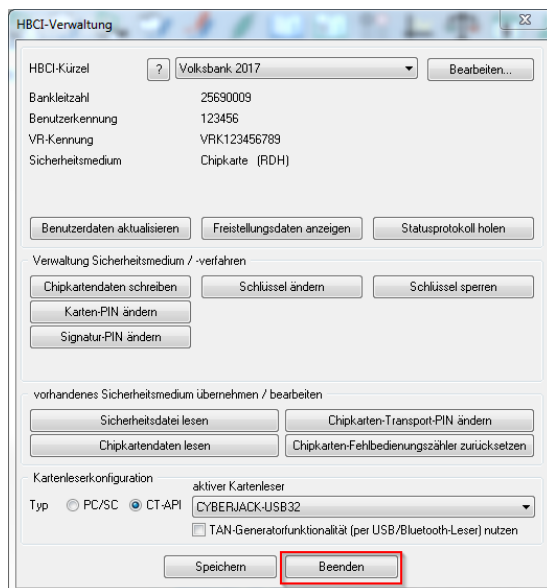 HBCI-Verwaltung
HBCI-Kürzel ? Volksbank 2017 Bearbeiten...
Bankleitzahl 25690009
Benutzerkennung 123456
VR-Kennung VRK123456789
Sicherheitsmedium Chipkarte (RDH)
Benutzerdaten aktualisieren Freistellungsdaten anzeigen Statusprotokoll holen
Verwaltung Sicherheitsmedium / -verfahren
Chipkartendaten schreiben Schlüssel ändern Schlüssel sperren
Karten-PIN ändern
Signatur-PIN ändern
vorhandenes Sicherheitsmedium übernehmen / bearbeiten
Sicherheitsdatei lesen Chipkarten-Transport-PIN ändern
Chipkartendaten lesen Chipkarten-Fehlbedienungszähler zurücksetzen
Kartenleserkonfiguration
aktiver Kartenleser
Typ PC/SC CT-API CYBERJACK-USB32
TAN-Generatorfunktionalität (per USB/Bluetooth-Leser) nutzen
Speichern Beenden